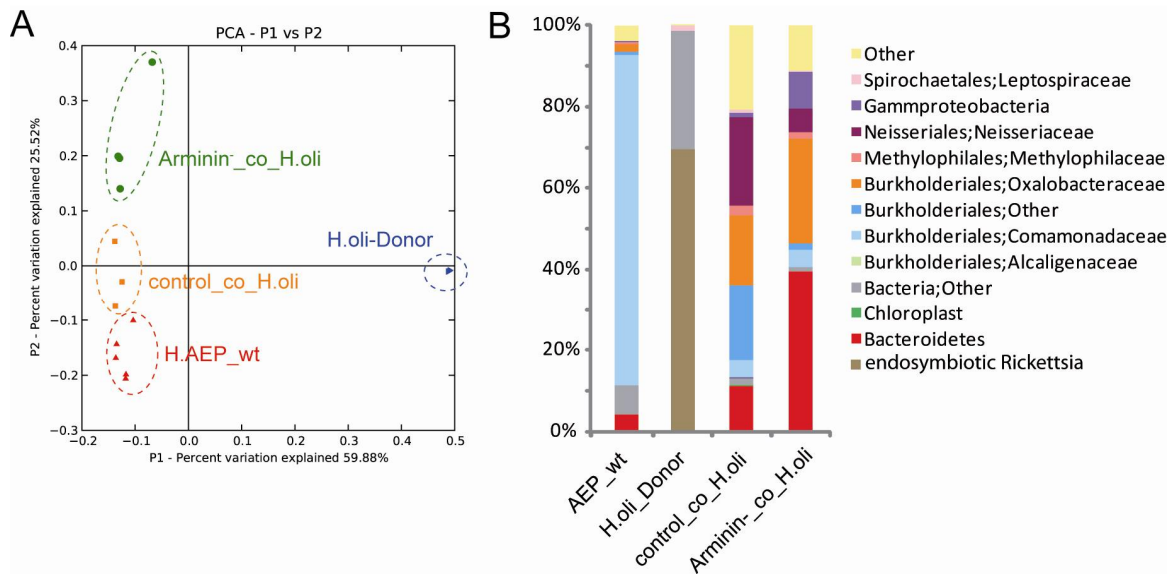 A
PCA - P1 vs P2
0.4
0.3
0.2
0.1
0.0
−0.1
−0.2
−0.3
P2 - Percent variation explained 25.52%
Arminin-_co_H.oli
H.oli-Donor
control_co_H.oli
H.AEP_wt
−0.2 −0.1 0.0 0.1 0.2 0.3 0.4 0.5
P1 - Percent variation explained 59.88%
B
100%
80%
60%
40%
20%
0%
AEP_wt
H.oli_Donor
control_co_H.oli
Arminin-_co_H.oli
Other
Spirochaetales;Leptospiraceae
Gammproteobacteria
Neisseriales;Neisseriaceae
Methylophilales;Methylophilaceae
Burkholderiales;Oxalobacteraceae
Burkholderiales;Other
Burkholderiales;Comamonadaceae
Burkholderiales;Alcaligenaceae
Bacteria;Other
Chloroplast
Bacteroidetes
endosymbiotic Rickettsia